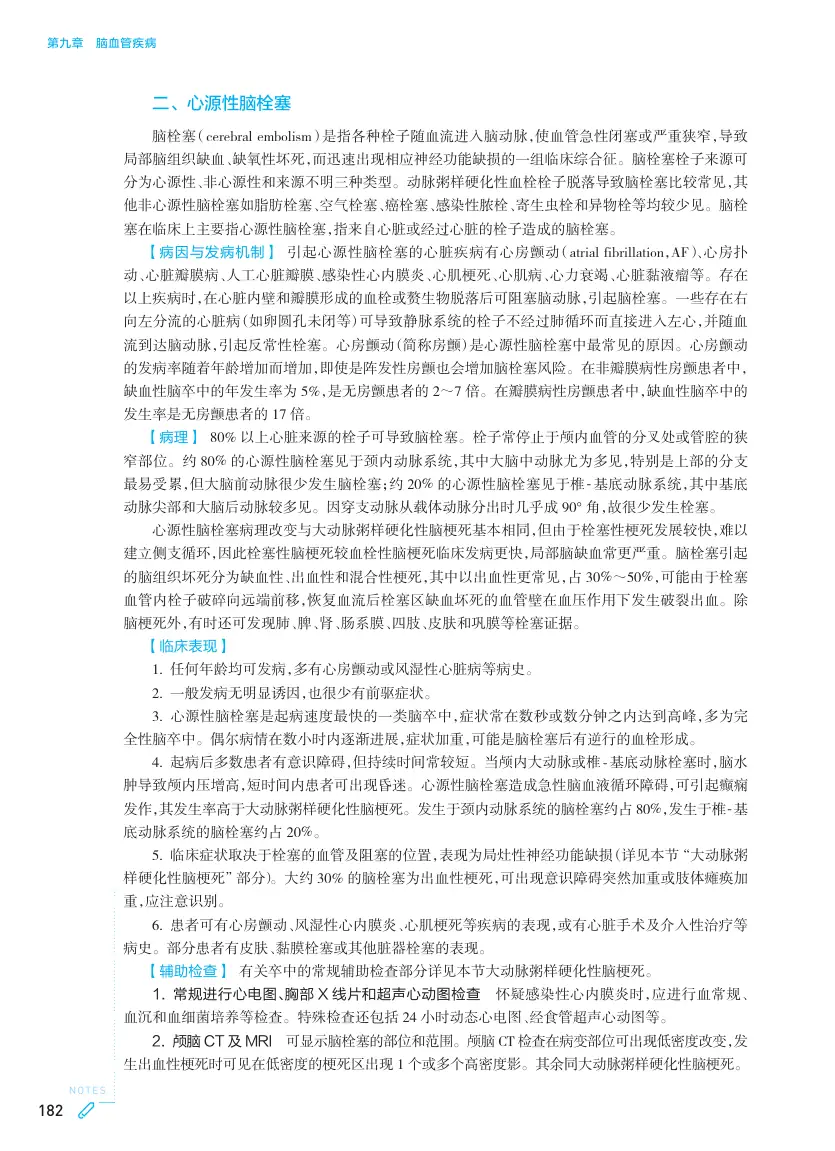 第九章 脑血管疾病
二、心源性脑栓塞
脑栓塞(cerebral embolism)是指各种栓子随血流进入脑动脉,使血管急性闭塞或严重狭窄,导致
局部脑组织缺血、缺氧性坏死,而迅速出现相应神经功能缺损的一组临床综合征。脑栓塞栓子来源可
分为心源性、非心源性和来源不明三种类型。动脉粥样硬化性血栓栓子脱落导致脑栓塞比较常见,其
他非心源性脑栓塞如脂肪栓塞、空气栓塞、癌栓塞、感染性脓栓、寄生虫栓和异物栓等均较少见。脑栓
塞在临床上主要指心源性脑栓塞,指来自心脏或经过心脏的栓子造成的脑栓塞。
【病因与发病机制】 引起心源性脑栓塞的心脏疾病有心房颤动(atrial fibrillation,AF)、心房扑
动、心脏瓣膜病、人工心脏瓣膜、感染性心内膜炎、心肌梗死、心肌病、心力衰竭、心脏黏液瘤等。存在
以上疾病时,在心脏内壁和瓣膜形成的血栓或赘生物脱落后可阻塞脑动脉,引起脑栓塞。一些存在右
向左分流的心脏病(如卵圆孔未闭等)可导致静脉系统的栓子不经过肺循环而直接进入左心,并随血
流到达脑动脉,引起反常性栓塞。心房颤动(简称房颤)是心源性脑栓塞中最常见的原因。心房颤动
的发病率随着年龄增加而增加,即使是阵发性房颤也会增加脑栓塞风险。在非瓣膜病性房颤患者中,
缺血性脑卒中的年发生率为 5%,是无房颤患者的 2～7 倍。在瓣膜病性房颤患者中,缺血性脑卒中的
发生率是无房颤患者的 17 倍。
【病理】 80% 以上心脏来源的栓子可导致脑栓塞。栓子常停止于颅内血管的分叉处或管腔的狭
窄部位。约 80% 的心源性脑栓塞见于颈内动脉系统,其中大脑中动脉尤为多见,特别是上部的分支
最易受累,但大脑前动脉很少发生脑栓塞;约 20% 的心源性脑栓塞见于椎-基底动脉系统,其中基底
动脉尖部和大脑后动脉较多见。因穿支动脉从载体动脉分出时几乎成 90° 角,故很少发生栓塞。
心源性脑栓塞病理改变与大动脉粥样硬化性脑梗死基本相同,但由于栓塞性梗死发展较快,难以
建立侧支循环,因此栓塞性脑梗死较血栓性脑梗死临床发病更快,局部脑缺血常更严重。脑栓塞引起
的脑组织坏死分为缺血性、出血性和混合性梗死,其中以出血性更常见,占 30%～50%,可能由于栓塞
血管内栓子破碎向远端前移,恢复血流后栓塞区缺血坏死的血管壁在血压作用下发生破裂出血。除
脑梗死外,有时还可发现肺、脾、肾、肠系膜、四肢、皮肤和巩膜等栓塞证据。
【临床表现】
1. 任何年龄均可发病,多有心房颤动或风湿性心脏病等病史。
2. 一般发病无明显诱因,也很少有前驱症状。
3. 心源性脑栓塞是起病速度最快的一类脑卒中,症状常在数秒或数分钟之内达到高峰,多为完
全性脑卒中。偶尔病情在数小时内逐渐进展,症状加重,可能是脑栓塞后有逆行的血栓形成。
4. 起病后多数患者有意识障碍,但持续时间常较短。当颅内大动脉或椎-基底动脉栓塞时,脑水
肿导致颅内压增高,短时间内患者可出现昏迷。心源性脑栓塞造成急性脑血液循环障碍,可引起癫痫
发作,其发生率高于大动脉粥样硬化性脑梗死。发生于颈内动脉系统的脑栓塞约占 80%,发生于椎-基
底动脉系统的脑栓塞约占 20%。
5. 临床症状取决于栓塞的血管及阻塞的位置,表现为局灶性神经功能缺损(详见本节“大动脉粥
样硬化性脑梗死”部分)。大约 30% 的脑栓塞为出血性梗死,可出现意识障碍突然加重或肢体瘫痪加
重,应注意识别。
6. 患者可有心房颤动、风湿性心内膜炎、心肌梗死等疾病的表现,或有心脏手术及介入性治疗等
病史。部分患者有皮肤、黏膜栓塞或其他脏器栓塞的表现。
【辅助检查】 有关卒中的常规辅助检查部分详见本节大动脉粥样硬化性脑梗死。
1. 常规进行心电图、胸部 X 线片和超声心动图检查 怀疑感染性心内膜炎时,应进行血常规、
血沉和血细菌培养等检查。特殊检查还包括 24 小时动态心电图、经食管超声心动图等。
2. 颅脑 CT 及 MRI 可显示脑栓塞的部位和范围。颅脑 CT 检查在病变部位可出现低密度改变,发
生出血性梗死时可见在低密度的梗死区出现 1 个或多个高密度影。其余同大动脉粥样硬化性脑梗死。
NOTES
182